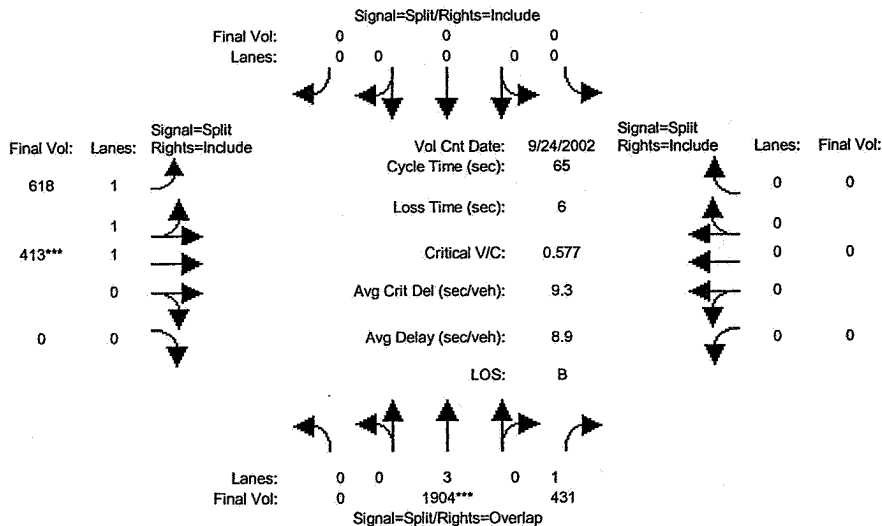 Signal=Split/Rights=Include
Final Vol: 0 0 0
Lanes: 0 0 0 0 0
Signal=Split
Final Vol: Lanes: Rights=Include
Vol Cnt Date: 9/24/2002
Signal=Split
Rights=Include Lanes: Final Vol:
Cycle Time (sec): 65
618 1
0 0
Loss Time (sec): 6
1
0
413*** 1
Critical V/C: 0.577
0 0
0
Avg Crit Del (sec/veh): 9.3
0
0 0
Avg Delay (sec/veh): 8.9
0 0
LOS: B
Lanes: 0 0 3 0 1
Final Vol: 0 1904*** 431
Signal=Split/Rights=Overlap